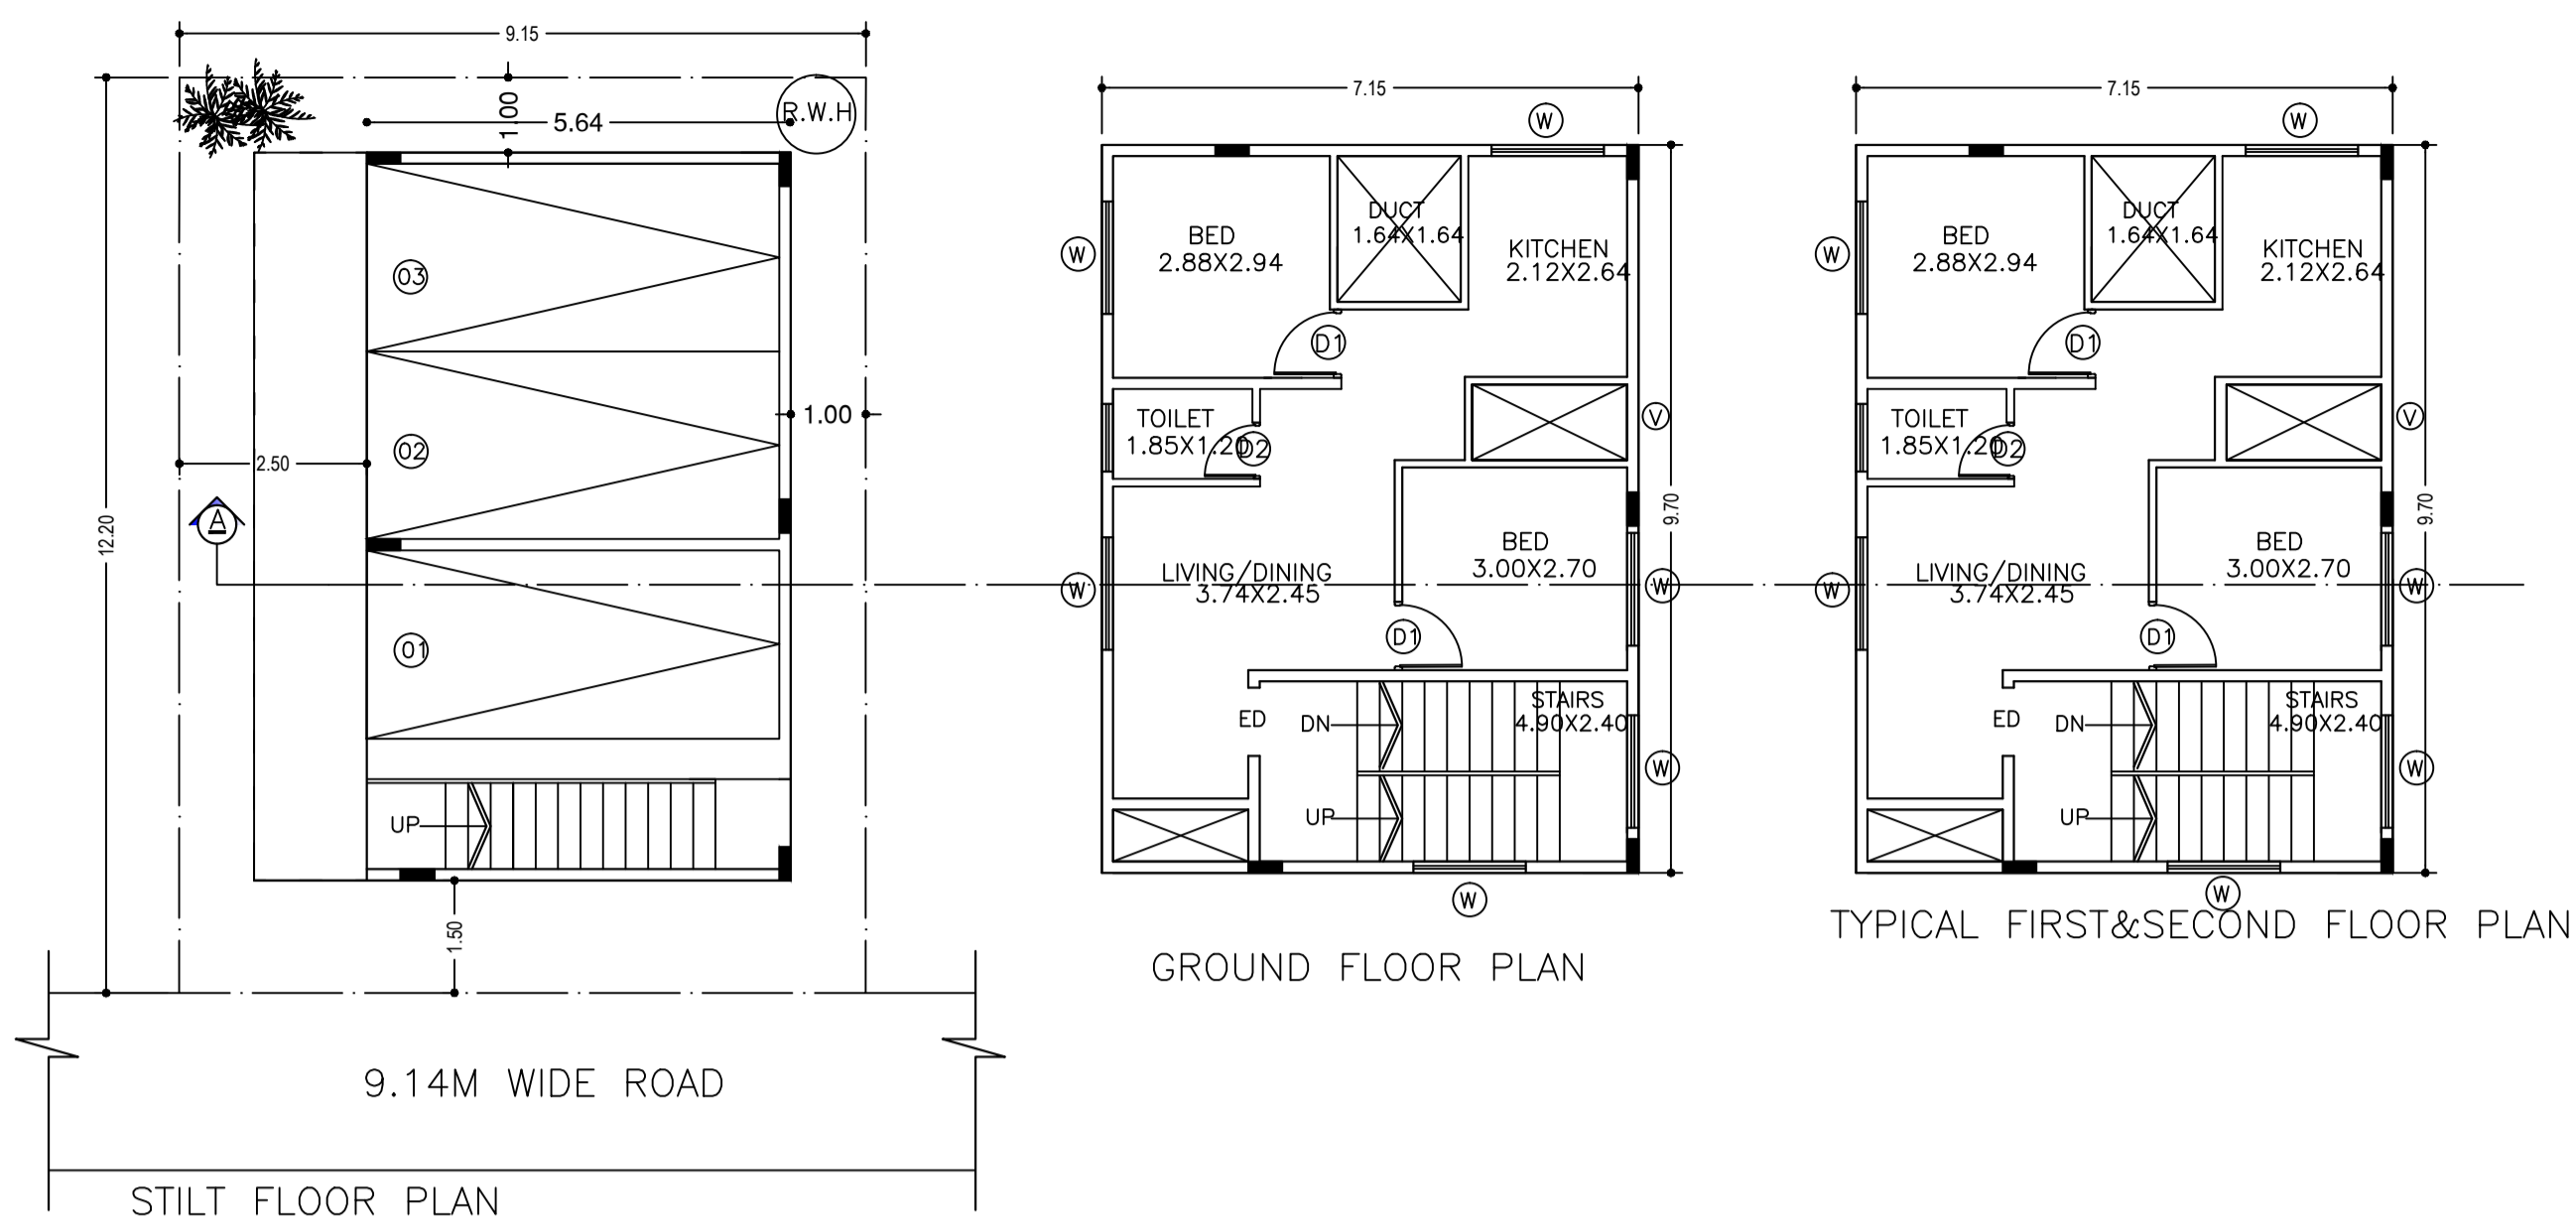 9.15
1.00
5.64
R.W.H
03
02
1.00
2.50
12.20
A
01
UP
1.50
9.14M WIDE ROAD
STILT FLOOR PLAN
7.15
W
DUCT
1.64X1.64
BED
2.88X2.94
KITCHEN
2.12X2.64
W
D1
TOILET
1.85X1.20
D2
V
9.70
BED
3.00X2.70
LIVING/DINING
3.74X2.45
W
W
D1
STAIRS
4.90X2.40
ED
DN
W
UP
W
GROUND FLOOR PLAN
7.15
W
DUCT
1.64X1.64
BED
2.88X2.94
KITCHEN
2.12X2.64
W
D1
TOILET
1.85X1.20
D2
V
9.70
BED
3.00X2.70
LIVING/DINING
3.74X2.45
W
W
D1
STAIRS
4.90X2.40
ED
DN
W
UP
W
TYPICAL FIRST&SECOND FLOOR PLAN